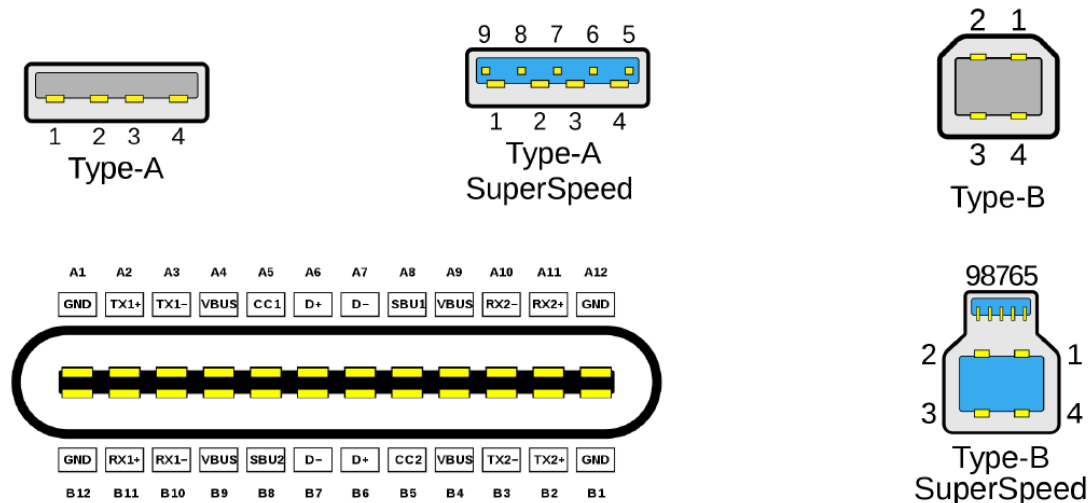 1 2 3 4
Type-A
9 8 7 6 5
1 2 3 4
Type-A
SuperSpeed
2 1
3 4
Type-B
A1 A2 A3 A4 A5 A6 A7 A8 A9 A10 A11 A12
GND TX1+ TX1− VBUS CC1 D+ D− SBU1 VBUS RX2− RX2+ GND
GND RX1+ RX1− VBUS SBU2 D− D+ CC2 VBUS TX2− TX2+ GND
B12 B11 B10 B9 B8 B7 B6 B5 B4 B3 B2 B1
98765
2 1
3 4
Type-B
SuperSpeed